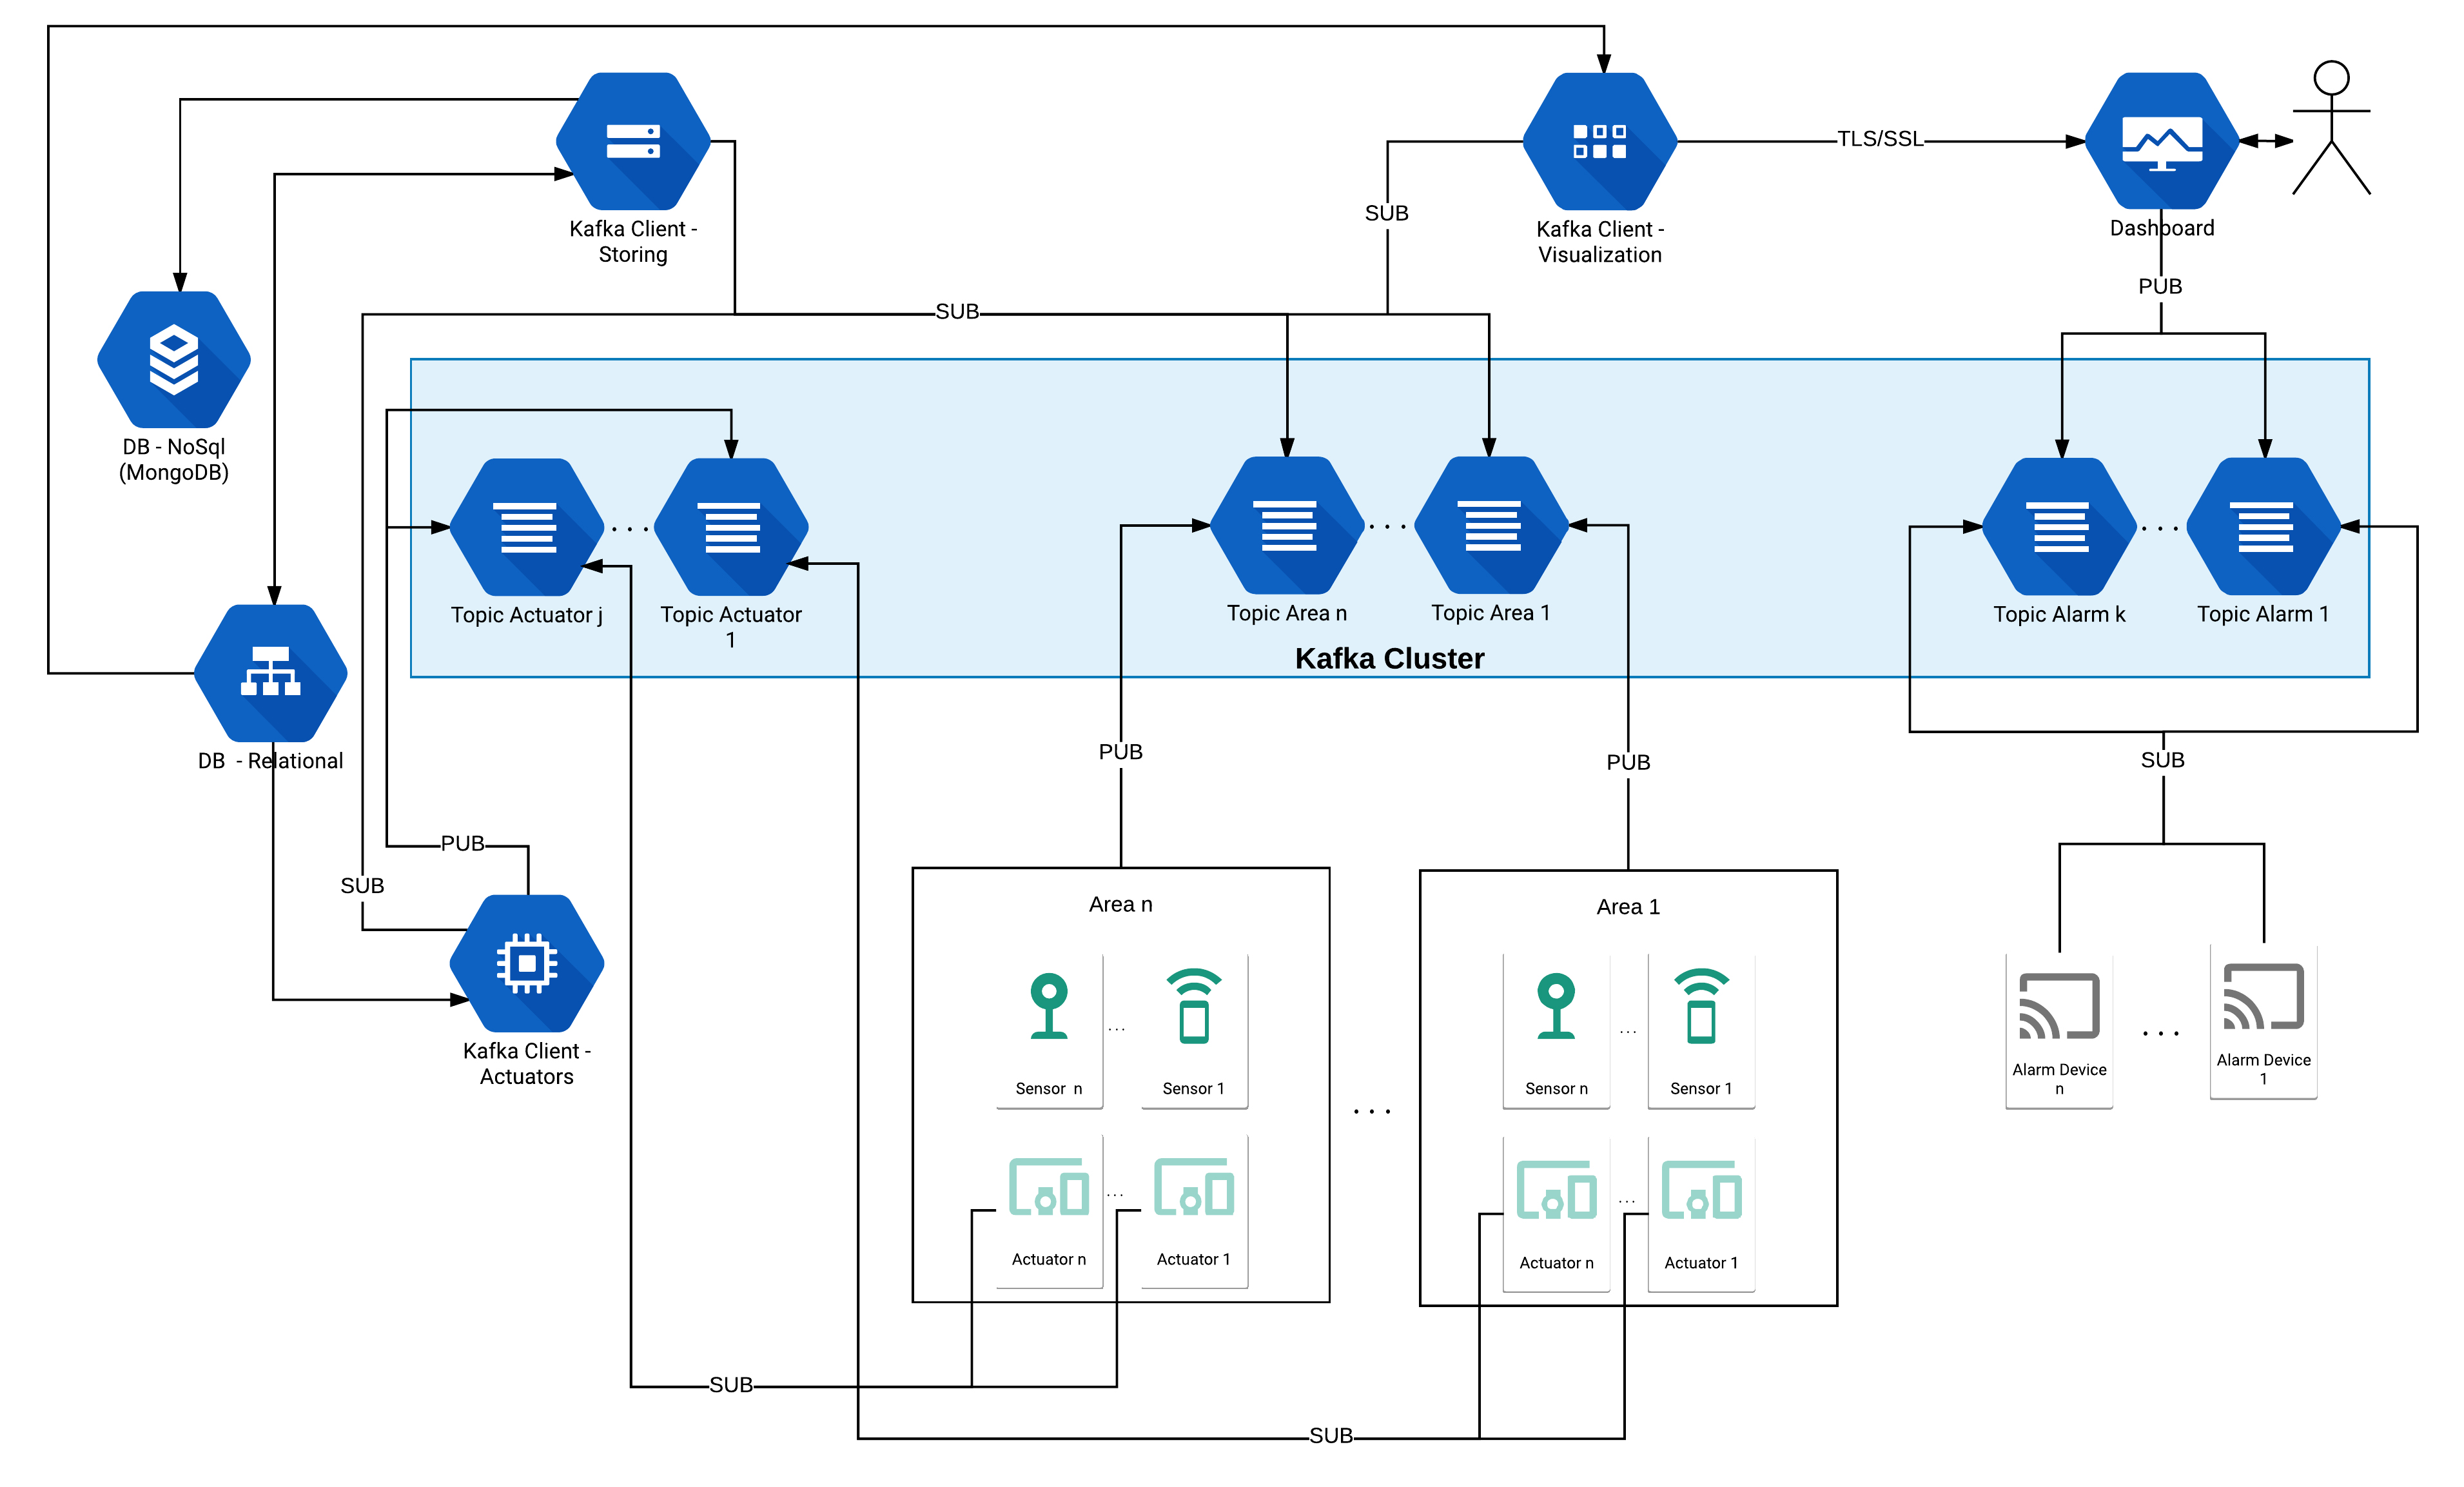 TLS/SSL
Kafka Client -
Storing
SUB
Kafka Client -
Visualization
Dashboard
PUB
SUB
DB - NoSql
(MongoDB)
Topic Actuator j
. . .
Topic Actuator
1
Topic Area n
. . .
Topic Area 1
Topic Alarm k
. . .
Topic Alarm 1
Kafka Cluster
DB - Relational
PUB
PUB
SUB
PUB
SUB
Kafka Client -
Actuators
Area n
Sensor n
...
Sensor 1
Actuator n
...
Actuator 1
. . .
Area 1
Sensor n
...
Sensor 1
Actuator n
...
Actuator 1
Alarm Device
n
. . .
Alarm Device
1
SUB
SUB